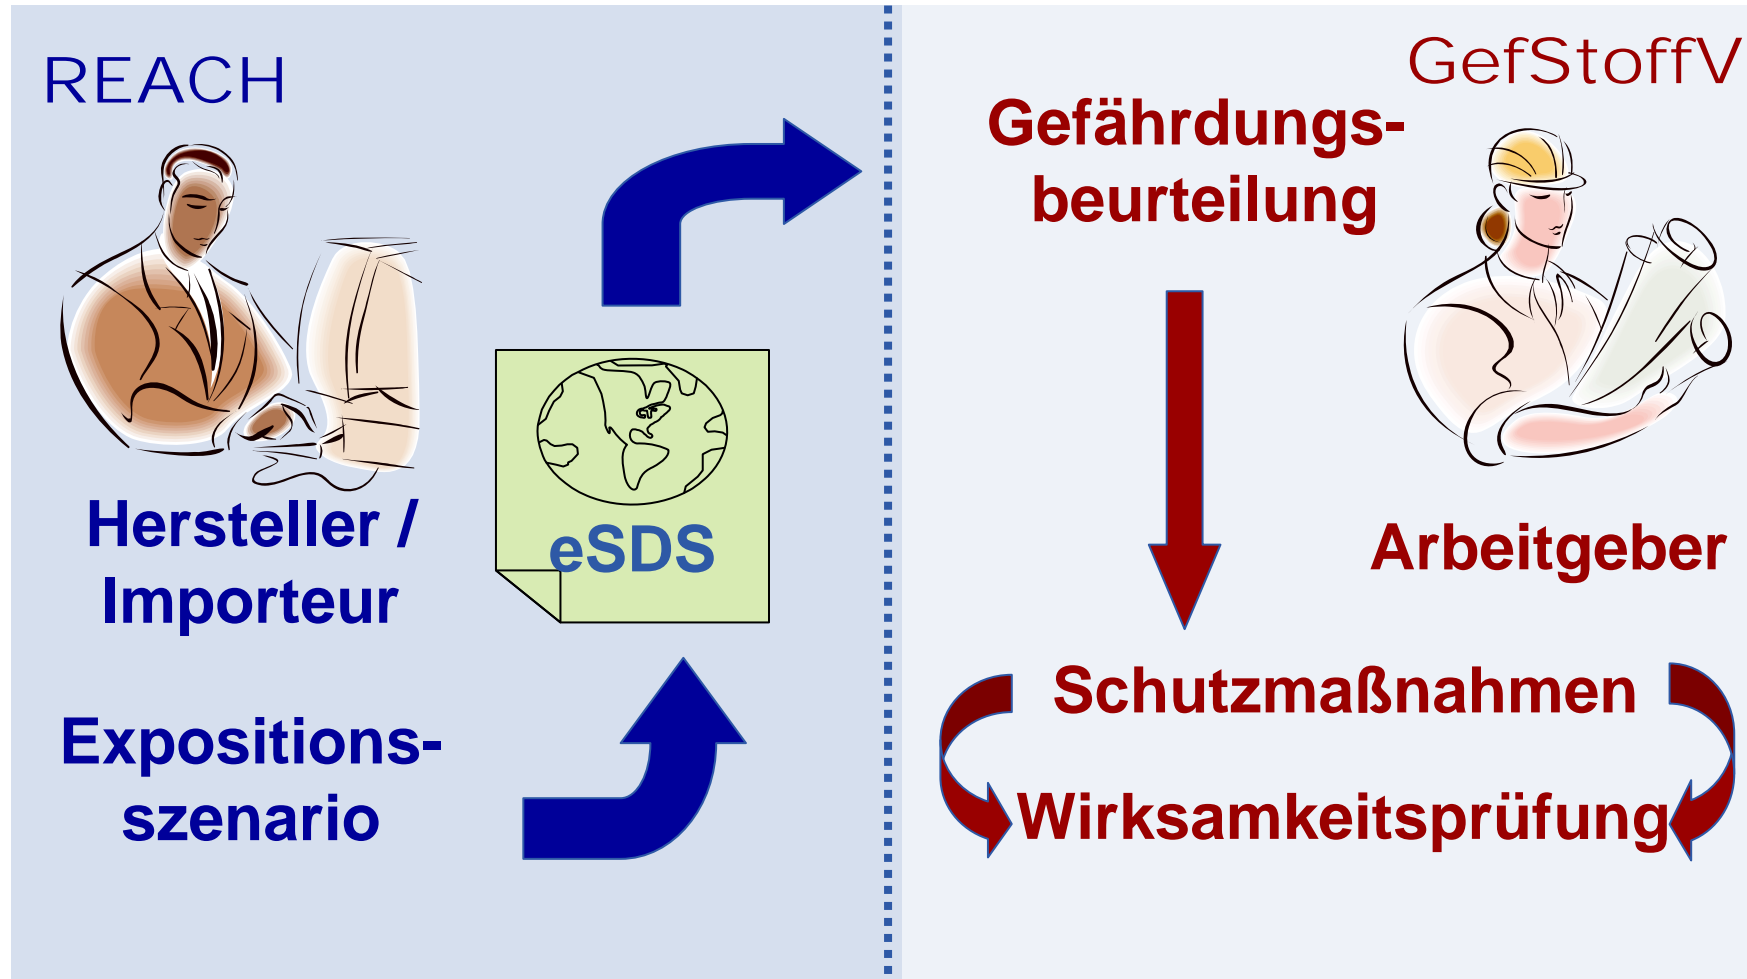 REACH
Hersteller /
Importeur
Expositions-
szenario
eSDS
GefStoffV
Gefährdungs-
beurteilung
Arbeitgeber
Schutzmaßnahmen
Wirksamkeitsprüfung